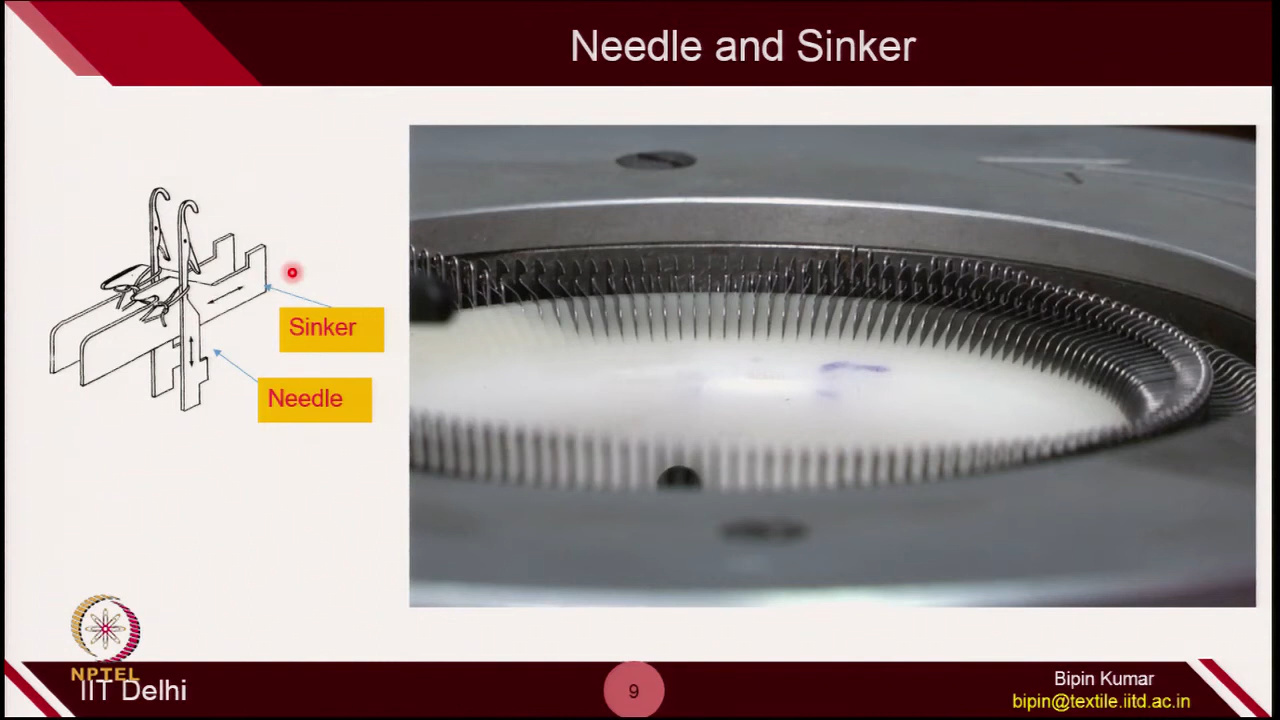 Needle and Sinker
Sinker
Needle
NPTEL
IIT Delhi
9
Bipin Kumar
bipin@textile.iitd.ac.in